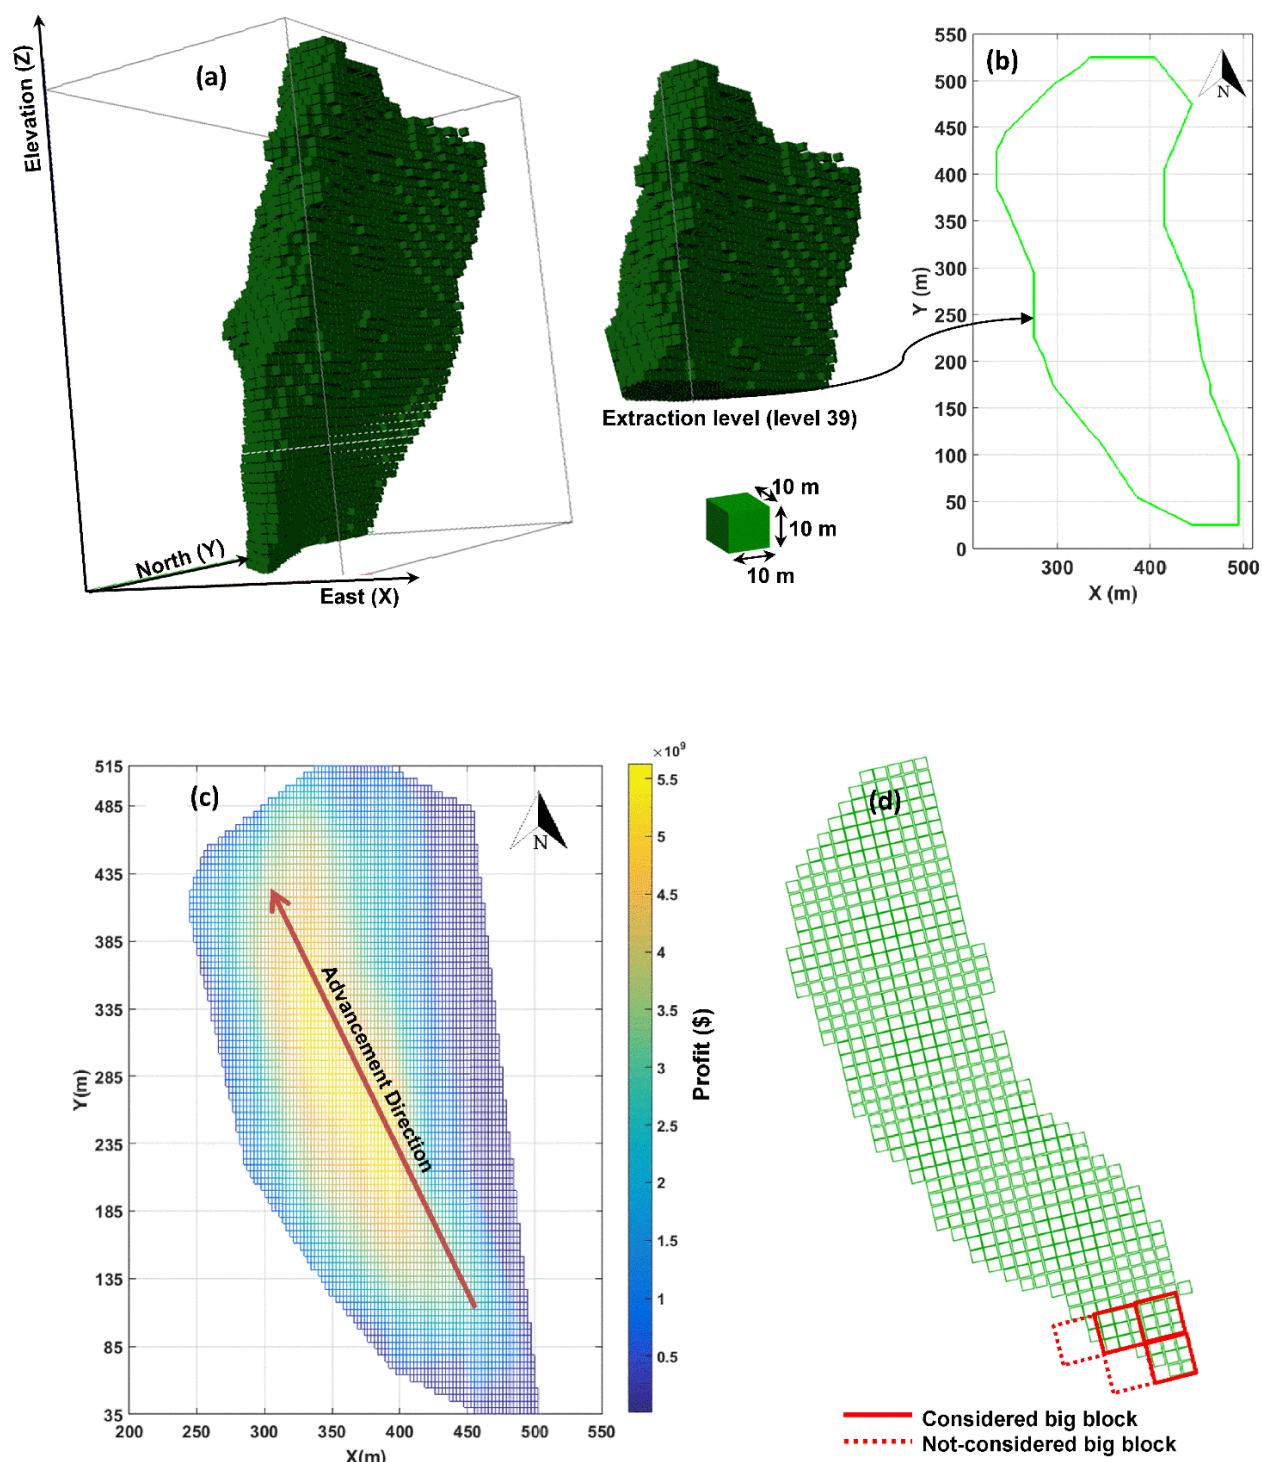 (a)
Elevation (Z)
North (Y)
East (X)
Extraction level (level 39)
10 m
10 m
10 m
(b)
N
550
500
450
400
350
300
250
200
150
100
50
0
Y (m)
300
400
500
X (m)
(c)
N
515
485
435
385
335
285
235
185
135
85
35
Y(m)
200
250
300
350
400
450
500
550
X(m)
Advancement Direction
×10⁹
5.5
5
4.5
4
3.5
3
2.5
2
1.5
1
0.5
Profit ($)
(d)
Considered big block
Not-considered big block